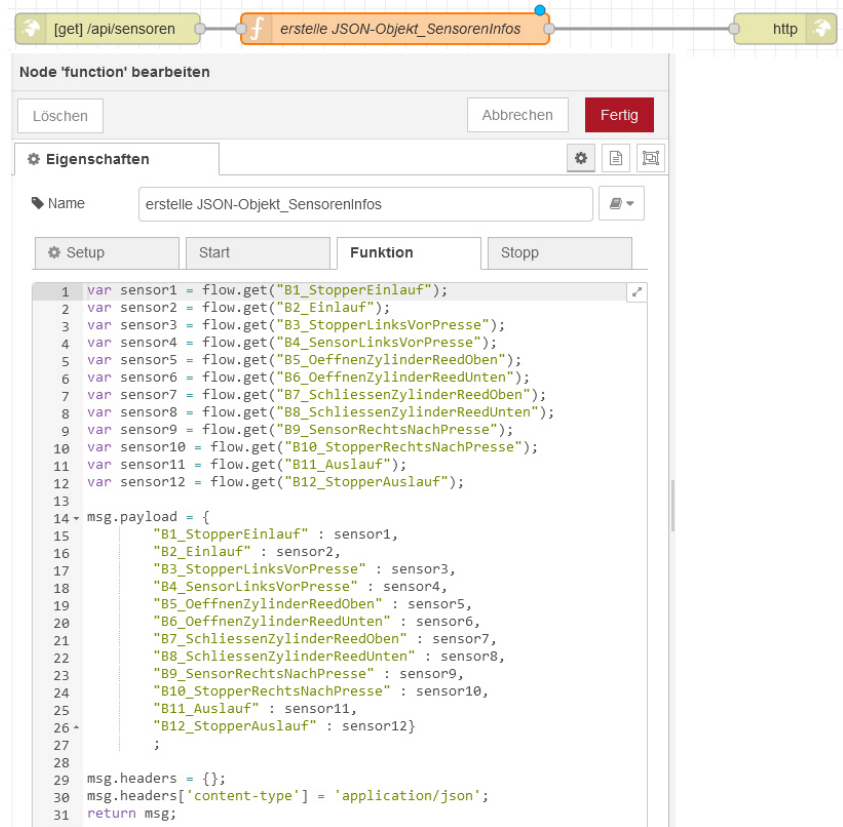 [get] /api/sensoren
erstelle JSON-Objekt_SensorenInfos
http
Node 'function' bearbeiten
Löschen
Abbrechen
Fertig
Eigenschaften
Name
erstelle JSON-Objekt_SensorenInfos
Setup
Start
Funktion
Stopp
1 var sensor1 = flow.get("B1_StopperEinlauf");
2 var sensor2 = flow.get("B2_Einlauf");
3 var sensor3 = flow.get("B3_StopperLinksVorPresse");
4 var sensor4 = flow.get("B4_SensorLinksVorPresse");
5 var sensor5 = flow.get("B5_OeffnenZylinderReedOben");
6 var sensor6 = flow.get("B6_OeffnenZylinderReedUnten");
7 var sensor7 = flow.get("B7_SchliessenZylinderReedOben");
8 var sensor8 = flow.get("B8_SchliessenZylinderReedUnten");
9 var sensor9 = flow.get("B9_SensorRechtsNachPresse");
10 var sensor10 = flow.get("B10_StopperRechtsNachPresse");
11 var sensor11 = flow.get("B11_Auslauf");
12 var sensor12 = flow.get("B12_StopperAuslauf");
13
14 msg.payload = {
15 "B1_StopperEinlauf" : sensor1,
16 "B2_Einlauf" : sensor2,
17 "B3_StopperLinksVorPresse" : sensor3,
18 "B4_SensorLinksVorPresse" : sensor4,
19 "B5_OeffnenZylinderReedOben" : sensor5,
20 "B6_OeffnenZylinderReedUnten" : sensor6,
21 "B7_SchliessenZylinderReedOben" : sensor7,
22 "B8_SchliessenZylinderReedUnten" : sensor8,
23 "B9_SensorRechtsNachPresse" : sensor9,
24 "B10_StopperRechtsNachPresse" : sensor10,
25 "B11_Auslauf" : sensor11,
26 "B12_StopperAuslauf" : sensor12}
27 ;
28
29 msg.headers = {};
30 msg.headers['content-type'] = 'application/json';
31 return msg;